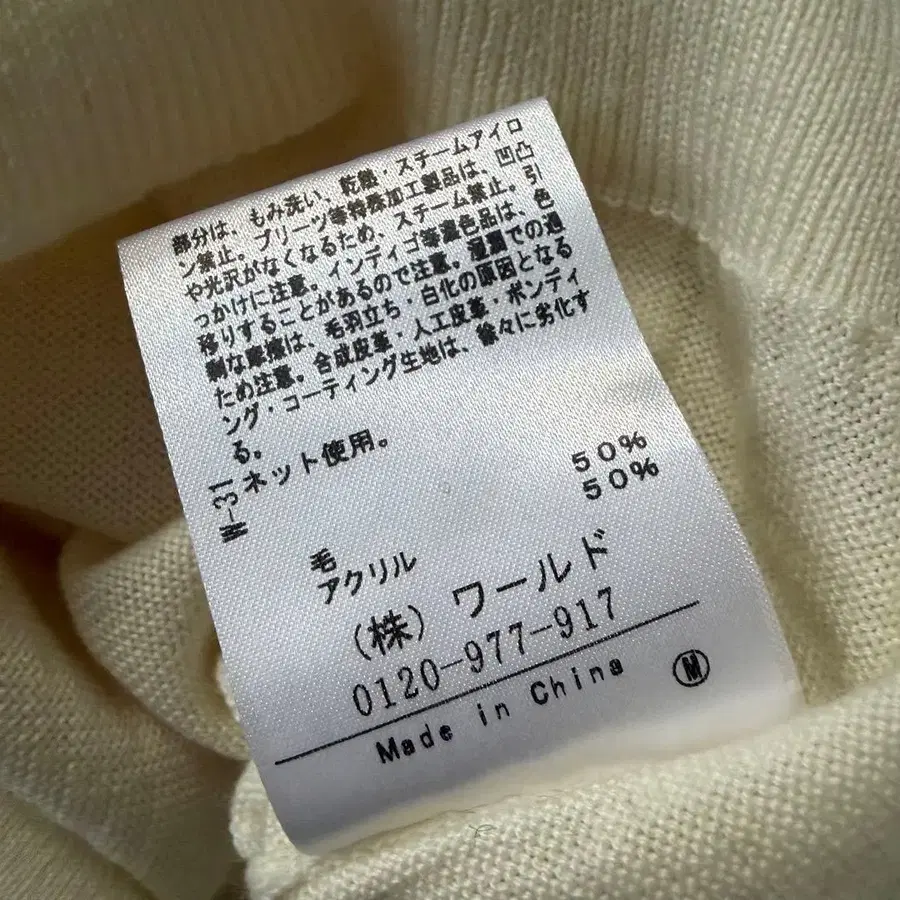 部分は、もみ洗い、乾燥・スチームアイロ
ン禁止。プリーツ等特殊加工製品は、凹凸
や光沢がなくなるため、スチーム禁止。引
っかけに注意。インディゴ等濃色品は、色
移りすることがあるので注意。湿潤での過
剰な摩擦は、毛羽立ち・白化の原因となる
ため注意。合成皮革・人工皮革・ボンディ
ング・コーティング生地は、徐々に劣化す
る。
W-31 ネット使用。
毛 50%
アクリル 50%
(株) ワールド
0120-977-917
Made in China
M